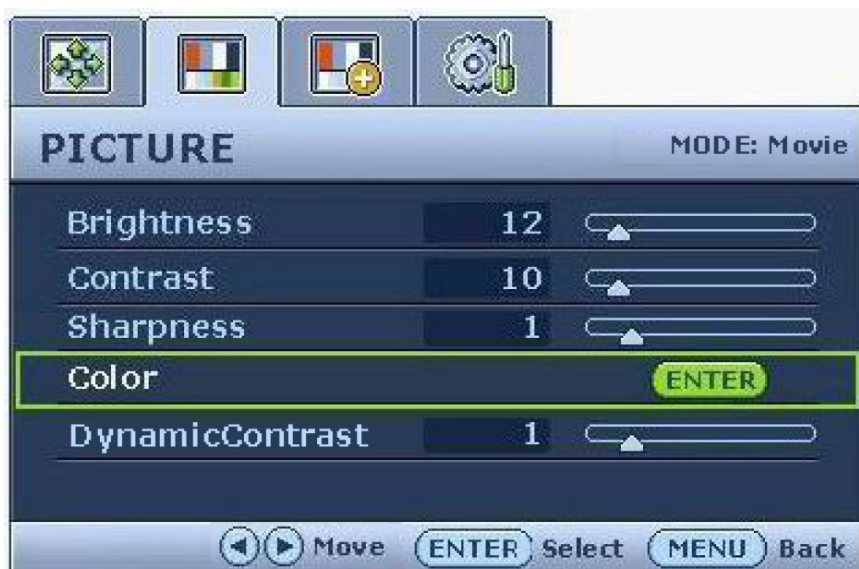 PICTURE MODE: Movie
Brightness 12
Contrast 10
Sharpness 1
Color ENTER
DynamicContrast 1
Move ENTER Select MENU Back